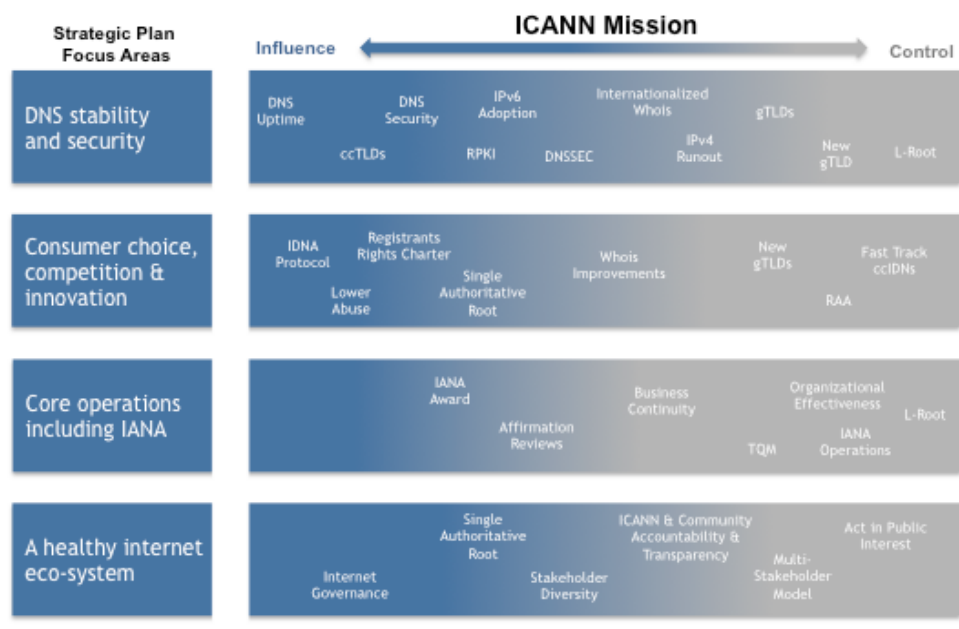 Strategic Plan
Focus Areas
ICANN Mission
Influence
Control
DNS stability
and security
DNS
Uptime
ccTLDs
DNS
Security
RPKI
IPv6
Adoption
DNSSEC
Internationalized
Whois
IPv4
Runout
gTLDs
New
gTLD
L-Root
Consumer choice,
competition &
innovation
IDNA
Protocol
Lower
Abuse
Registrants
Rights Charter
Single
Authoritative
Root
Whois
Improvements
New
gTLDs
RAA
Fast Track
ccIDNs
Core operations
including IANA
IANA
Award
Affirmation
Reviews
Business
Continuity
TQM
Organizational
Effectiveness
IANA
Operations
L-Root
A healthy internet
eco-system
Internet
Governance
Single
Authoritative
Root
Stakeholder
Diversity
ICANN & Community
Accountability &
Transparency
Multi-
Stakeholder
Model
Act in Public
Interest